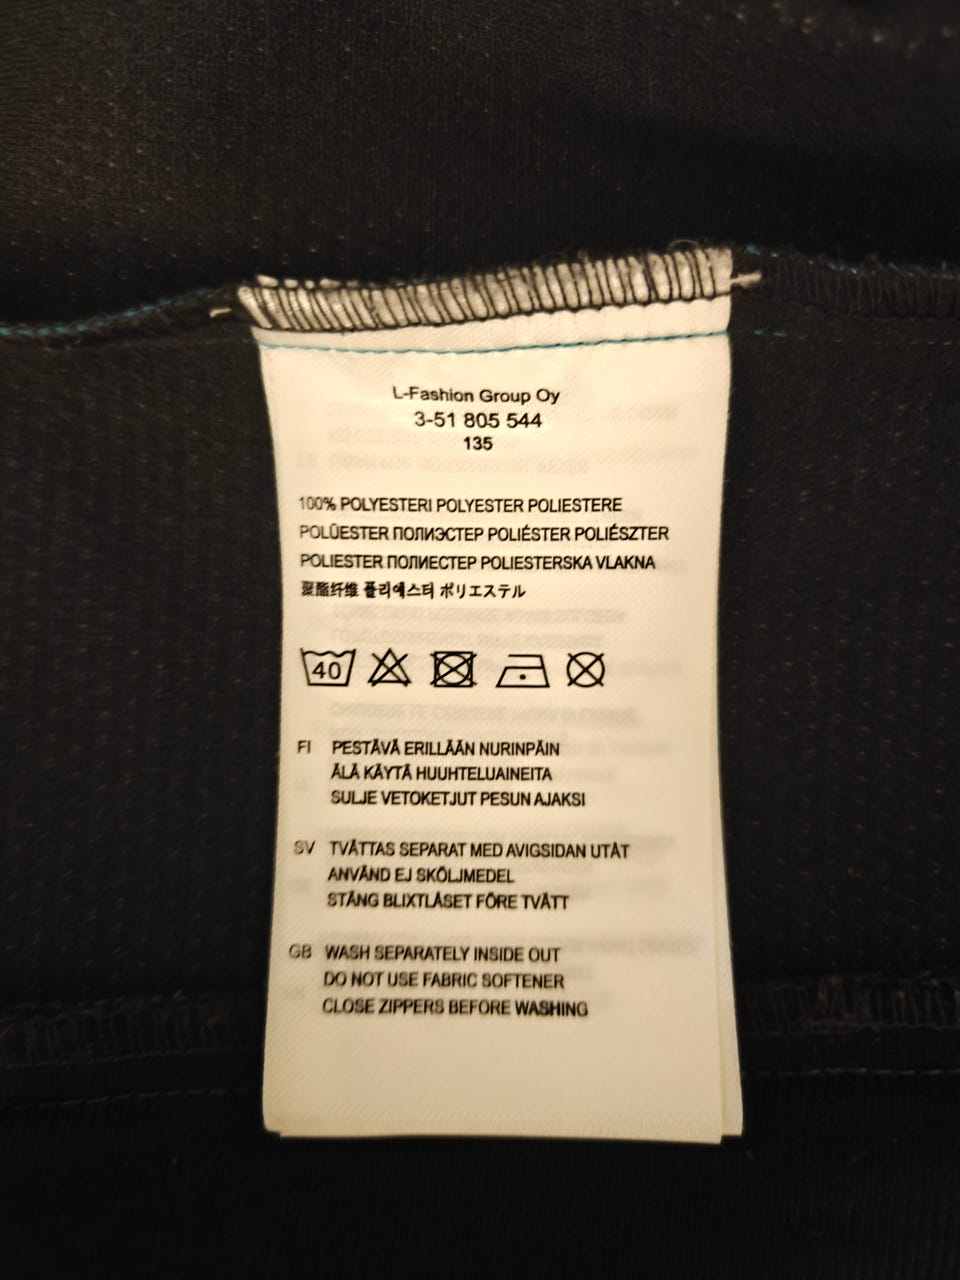 L-Fashion Group Oy
3-51 805 544
135
100% POLYESTERI POLYESTER POLIESTERE
POLÜESTER ПОЛИЭСТЕР POLIÉSTER POLIÉSZTER
POLIESTER ПОЛИЕСТЕР POLIESTERSKA VLAKNA
聚酯纤维 폴리에스터 ポリエステル
40
FI PESTÄVÄ ERILLÄÄN NURINPÄIN
ÄLÄ KÄYTÄ HUUHTELUAINEITA
SULJE VETOKETJUT PESUN AJAKSI
SV TVÄTTAS SEPARAT MED AVIGSIDAN UTÅT
ANVÄND EJ SKÖLJMEDEL
STÄNG BLIXTLÅSET FÖRE TVÄTT
GB WASH SEPARATELY INSIDE OUT
DO NOT USE FABRIC SOFTENER
CLOSE ZIPPERS BEFORE WASHING